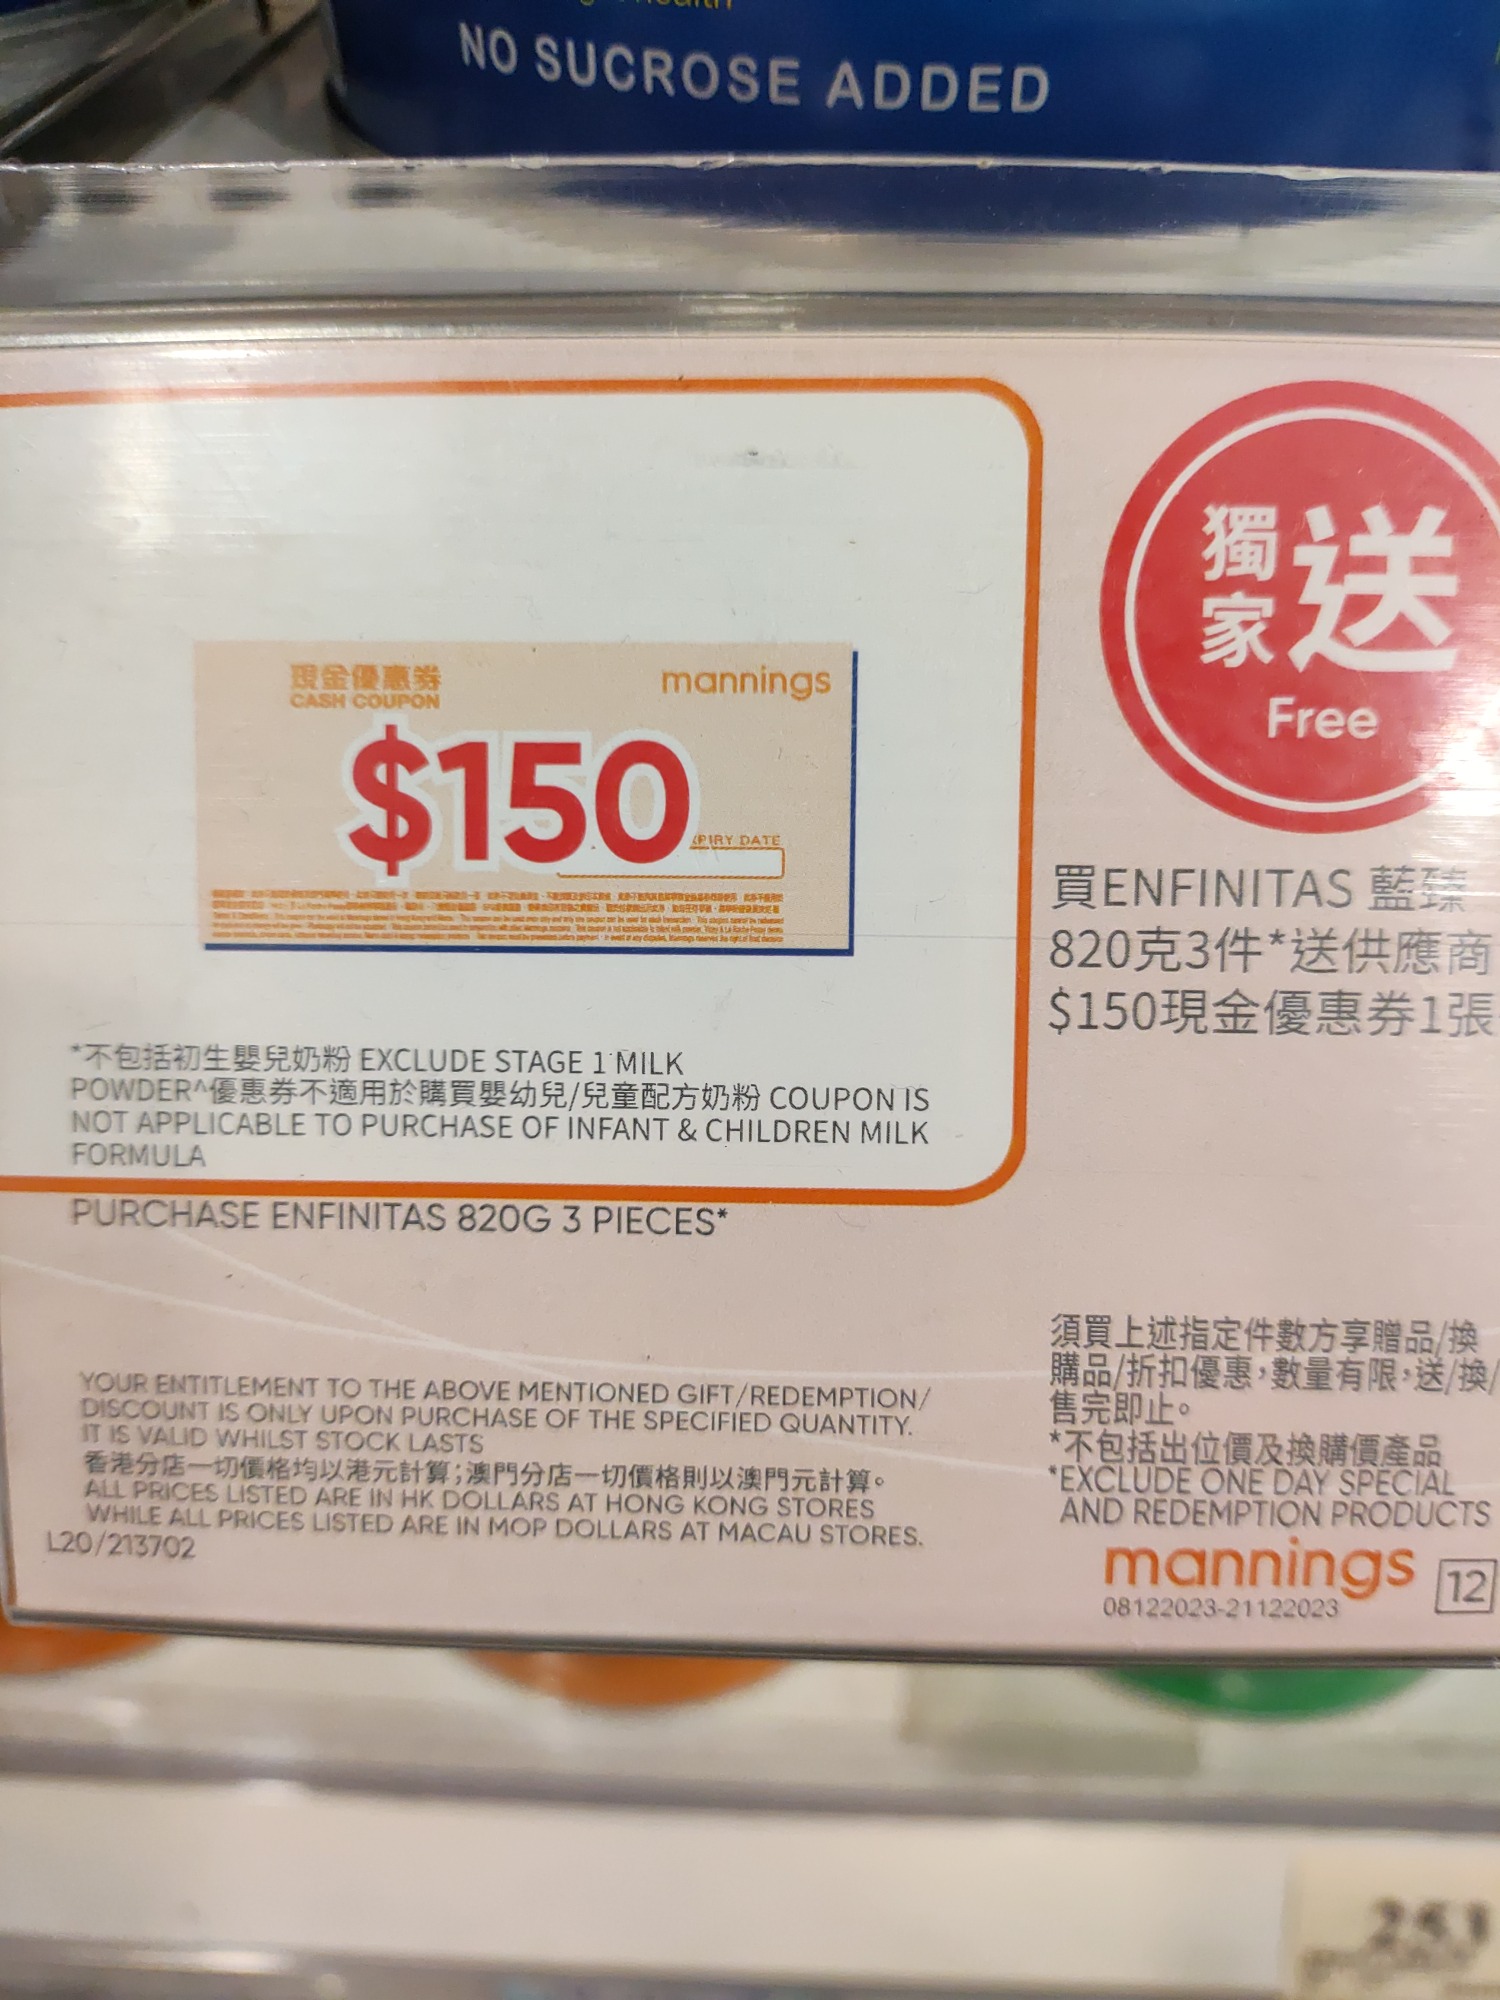 NO SUCROSE ADDED
現金優惠券
CASH COUPON
mannings
$150
PIRY DATE
獨家
送
Free
買ENFINITAS 藍臻
820克3件*送供應商
$150現金優惠券1張
*不包括初生嬰兒奶粉 EXCLUDE STAGE 1 MILK
POWDER^優惠券不適用於購買嬰幼兒/兒童配方奶粉 COUPON IS
NOT APPLICABLE TO PURCHASE OF INFANT & CHILDREN MILK
FORMULA
PURCHASE ENFINITAS 820G 3 PIECES*
YOUR ENTITLEMENT TO THE ABOVE MENTIONED GIFT/REDEMPTION/
DISCOUNT IS ONLY UPON PURCHASE OF THE SPECIFIED QUANTITY.
IT IS VALID WHILST STOCK LASTS
香港分店一切價格均以港元計算;澳門分店一切價格則以澳門元計算。
ALL PRICES LISTED ARE IN HK DOLLARS AT HONG KONG STORES
WHILE ALL PRICES LISTED ARE IN MOP DOLLARS AT MACAU STORES.
L20/213702
須買上述指定件數方享贈品/換
購品/折扣優惠,數量有限,送/換/
售完即止。
*不包括出位價及換購價產品
*EXCLUDE ONE DAY SPECIAL
AND REDEMPTION PRODUCTS
mannings
12
08122023-21122023